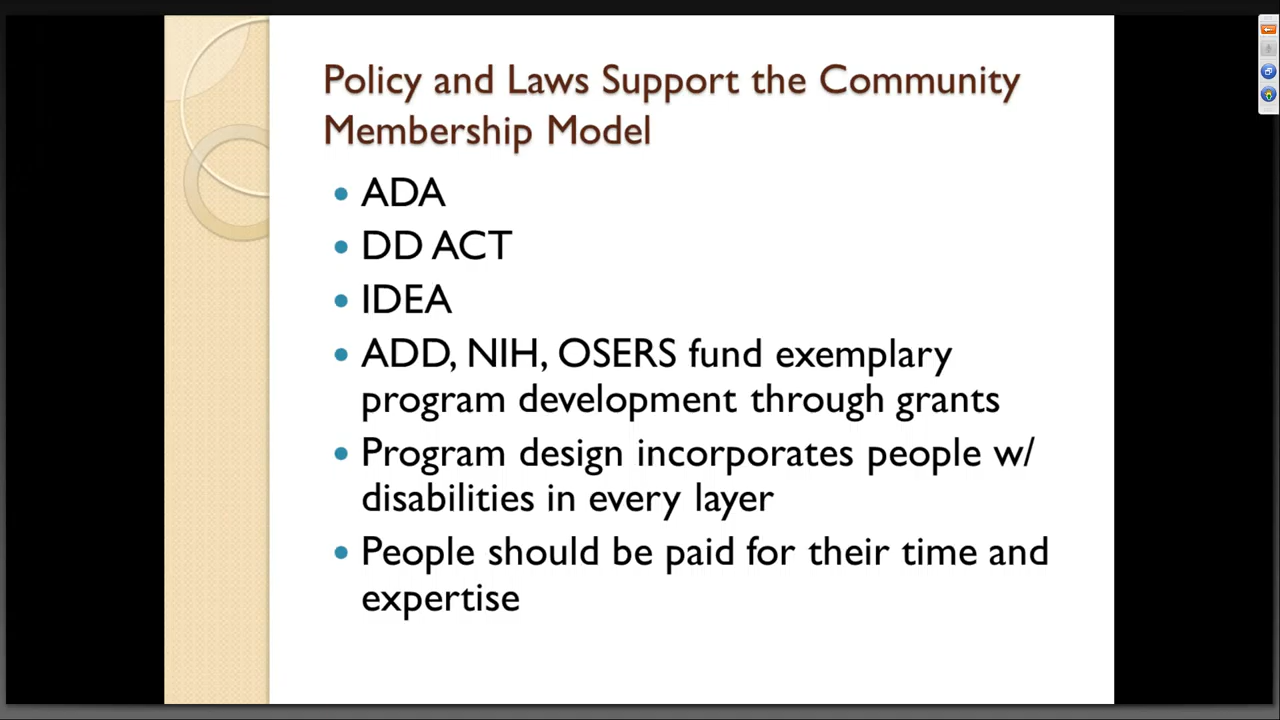 Policy and Laws Support the Community
Membership Model
• ADA
• DD ACT
• IDEA
• ADD, NIH, OSERS fund exemplary
program development through grants
• Program design incorporates people w/
disabilities in every layer
• People should be paid for their time and
expertise